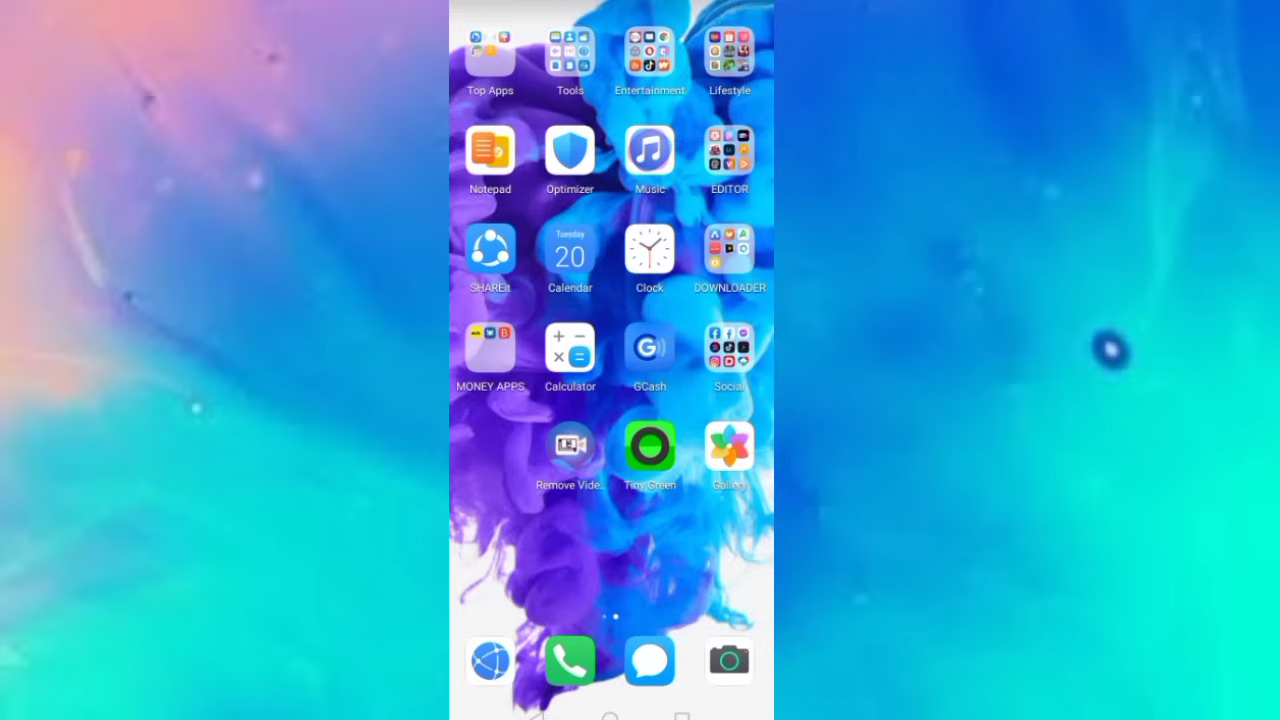 Top Apps
Tools
Entertainment
Lifestyle
Notepad
Optimizer
Music
EDITOR
SHAREit
Tuesday
20
Calendar
Clock
DOWNLOADER
MONEY APPS
Calculator
GCash
Social
Remove Vide..
Tiny Green
Gallery